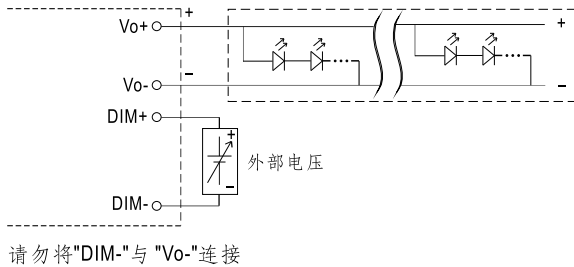 Vo+ + +
Vo- - -
DIM+
+
外部电压
-
DIM-
请勿将"DIM-"与 "Vo-"连接